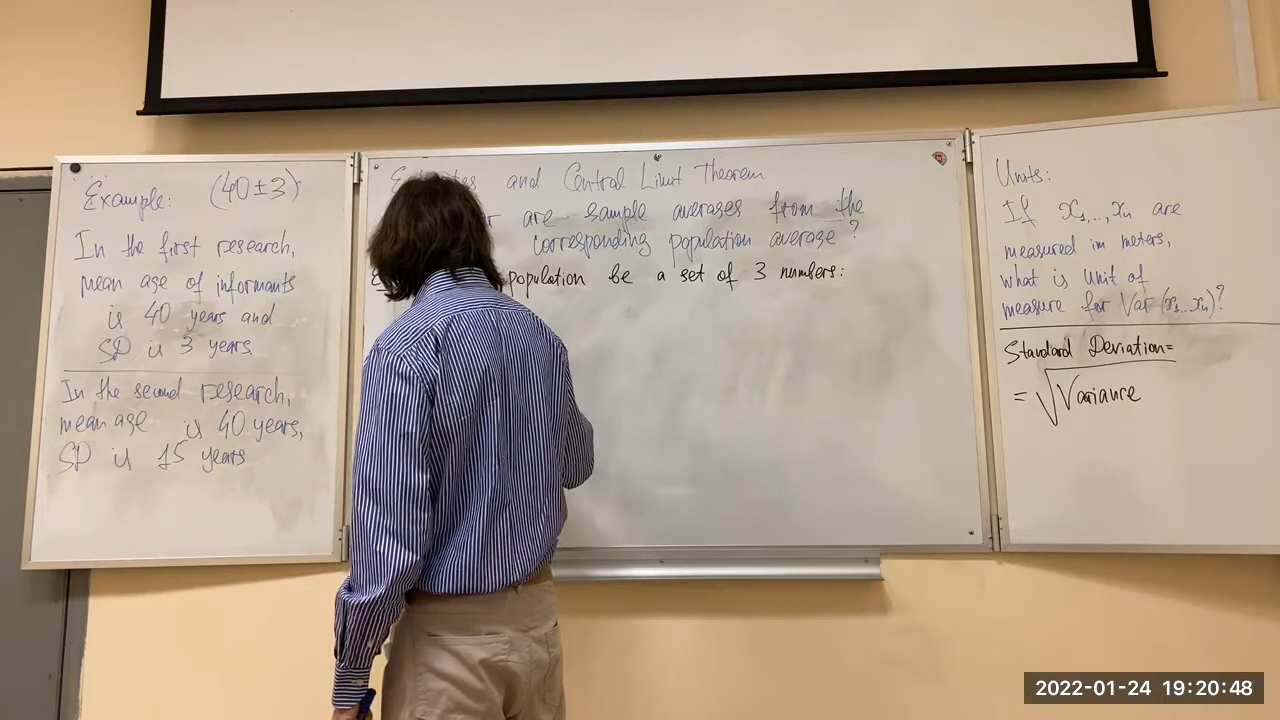 Example: (40±3)
In the first research,
mean age of informants
is 40 years and
SD is 3 years
In the second research,
mean age is 40 years,
SD is 15 years
and Central Limit Theorem
are sample averages from the
corresponding population average?
population be a set of 3 numbers:
Units:
If x₁,..,xₙ are
measured in meters,
what is unit of
measure for Var (x₁...xₙ)?
Standard Deviation=
= √Variance
2022-01-24 19:20:48